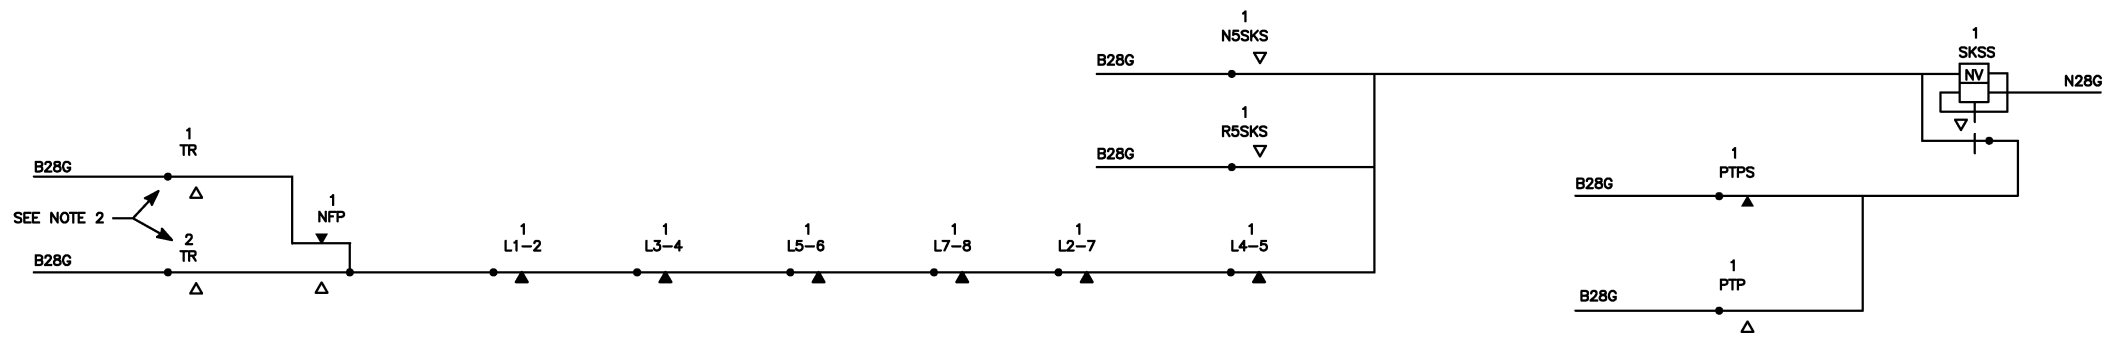 1
N5SKS
B28G
1
SKSS
NV
N28G
1
R5SKS
B28G
1
TR
B28G
1
PTPS
B28G
SEE NOTE 2
1
NFP
2
TR
B28G
1
L1-2
1
L3-4
1
L5-6
1
L7-8
1
L2-7
1
L4-5
1
PTP
B28G